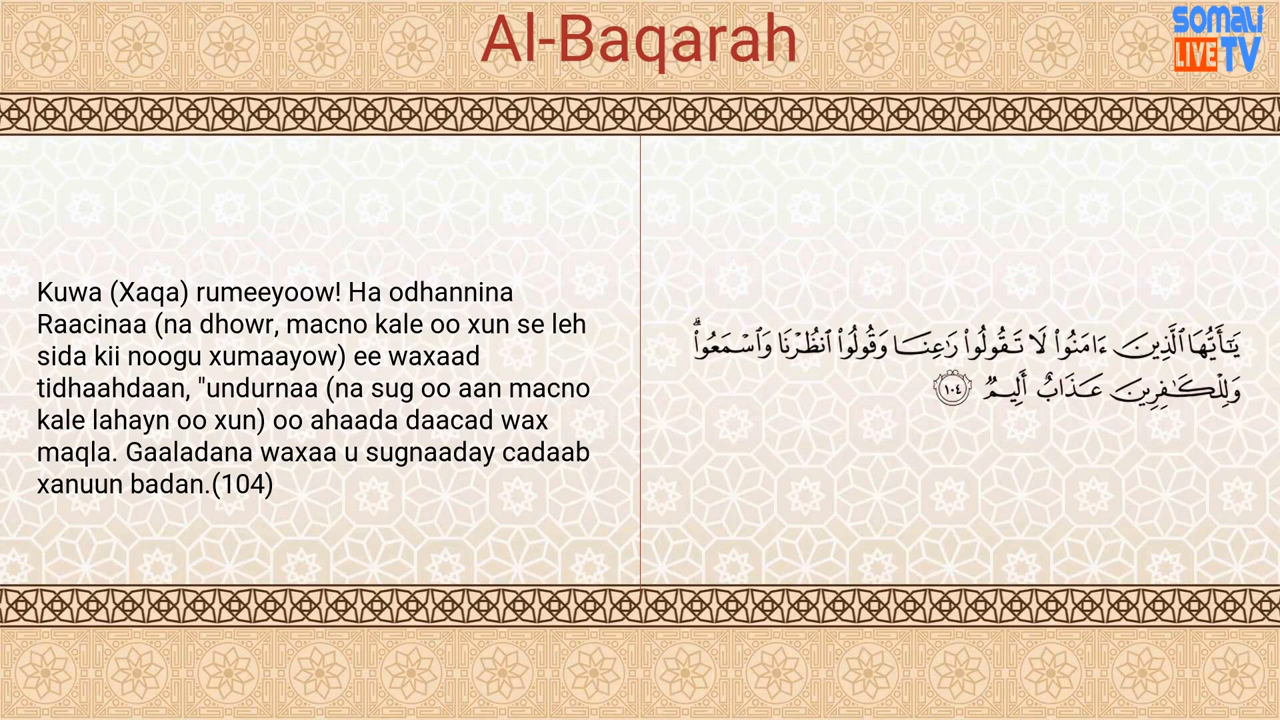 Al-Baqarah
SOMALI
LIVE TV
Kuwa (Xaqa) rumeeyoow! Ha odhannina
Raacinaa (na dhowr, macno kale oo xun se leh
sida kii noogu xumaayow) ee waxaad
tidhaahdaan, "undurnaa (na sug oo aan macno
kale lahayn oo xun) oo ahaada daacad wax
maqla. Gaaladana waxaa u sugnaaday cadaab
xanuun badan.(104)
يَـٰٓأَيُّهَا ٱلَّذِينَ ءَامَنُوا۟ لَا تَقُولُوا۟ رَٰعِنَا وَقُولُوا۟ ٱنظُرْنَا وَٱسْمَعُوا۟ ۗ
وَلِلْكَـٰفِرِينَ عَذَابٌ أَلِيمٌ ١٠٤